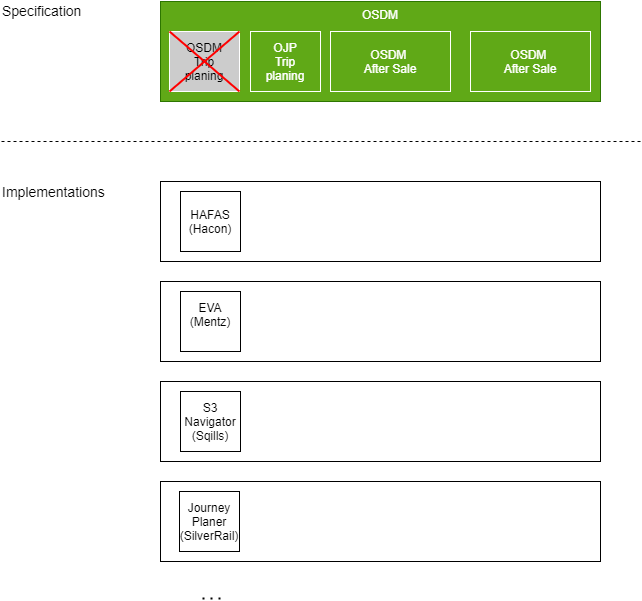 Specification
OSDM
OSDM
Trip
planing
OJP
Trip
planing
OSDM
After Sale
OSDM
After Sale
Implementations
HAFAS
(Hacon)
EVA
(Mentz)
S3
Navigator
(Sqills)
Journey
Planer
(SilverRail)
...